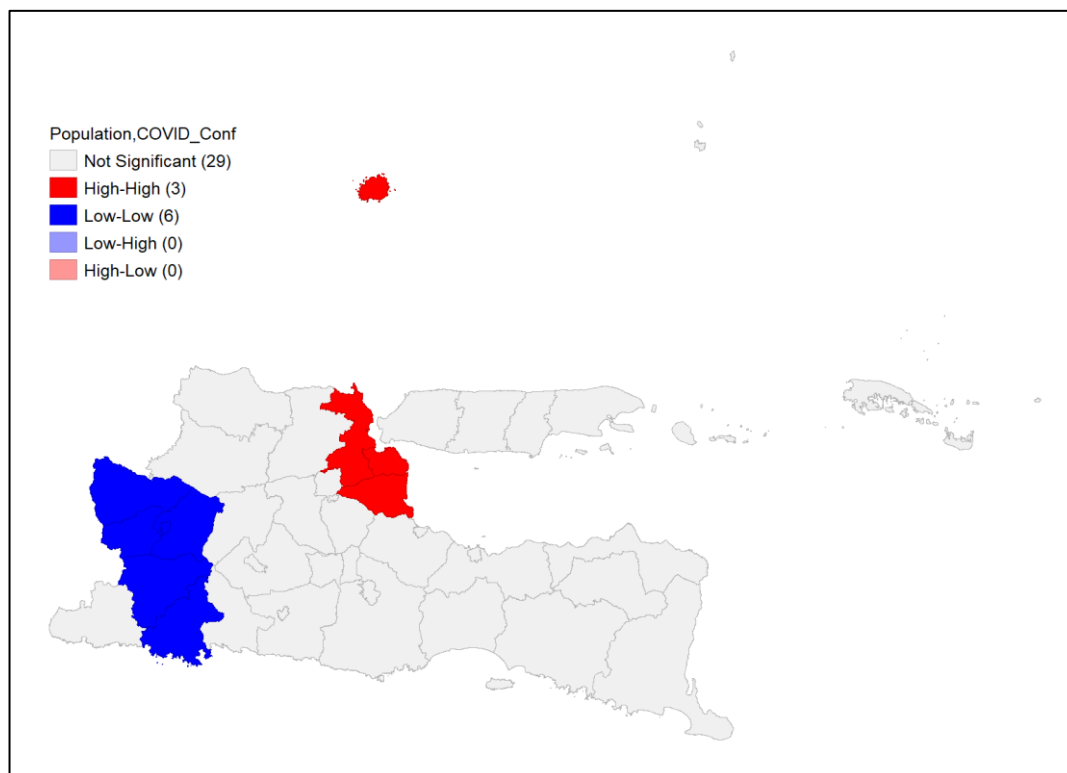 Population,COVID_Conf
Not Significant (29)
High-High (3)
Low-Low (6)
Low-High (0)
High-Low (0)